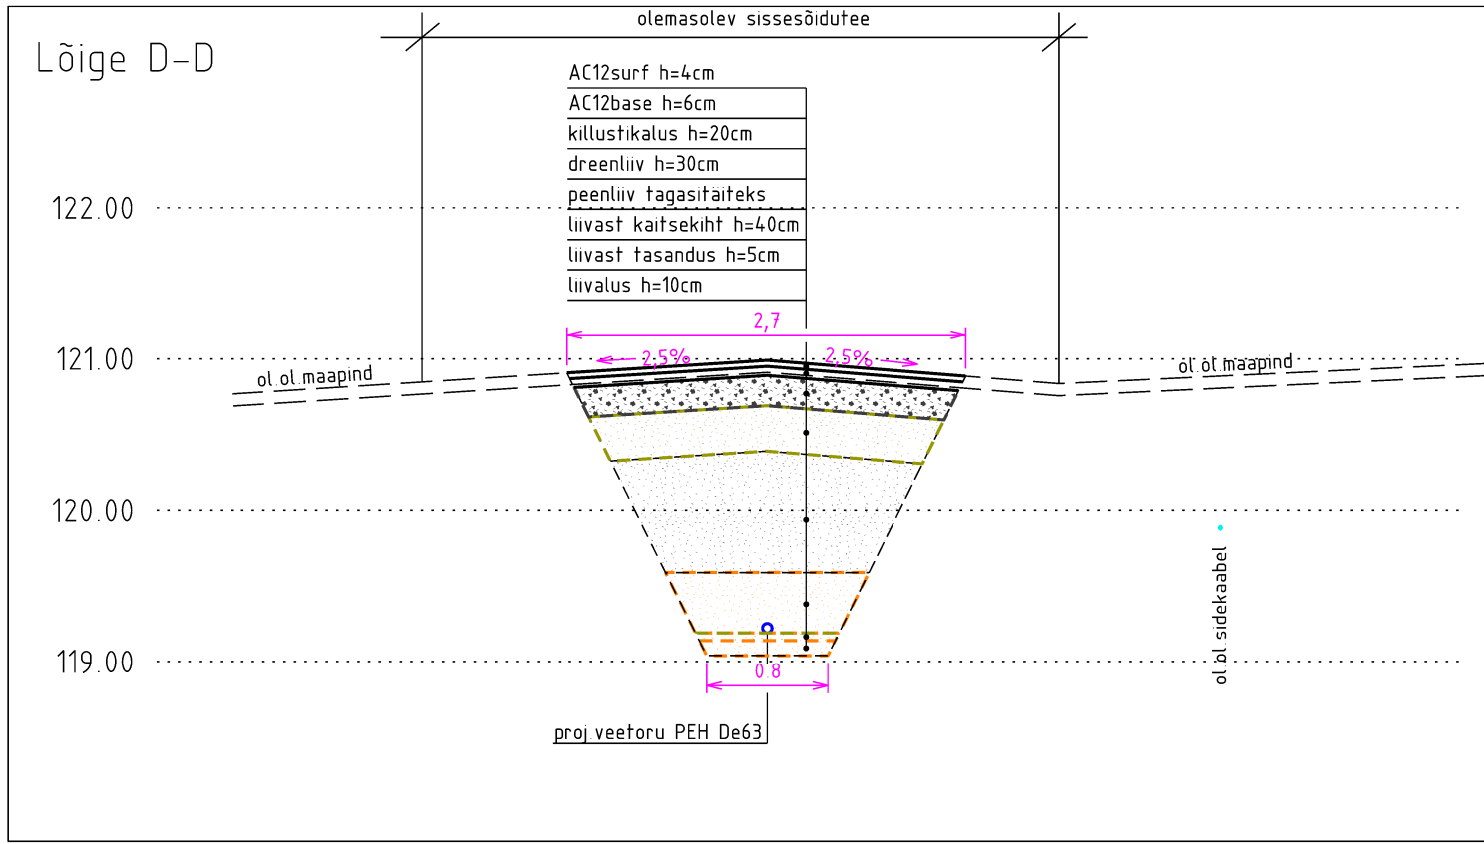 olemasolev sissesõidutee
Lõige D-D
AC12surf h=4cm
AC12base h=6cm
killustikalus h=20cm
dreenliiv h=30cm
peenliiv tagasitäiteks
liivast kaitsekiht h=40cm
liivast tasandus h=5cm
liivalus h=10cm
122.00
2,7
121.00
2,5%
2,5%
ol.ol.maapind
ol.ol.maapind
120.00
ol.ol.sidekaabel
119.00
0.8
proj.veetoru PEH De63